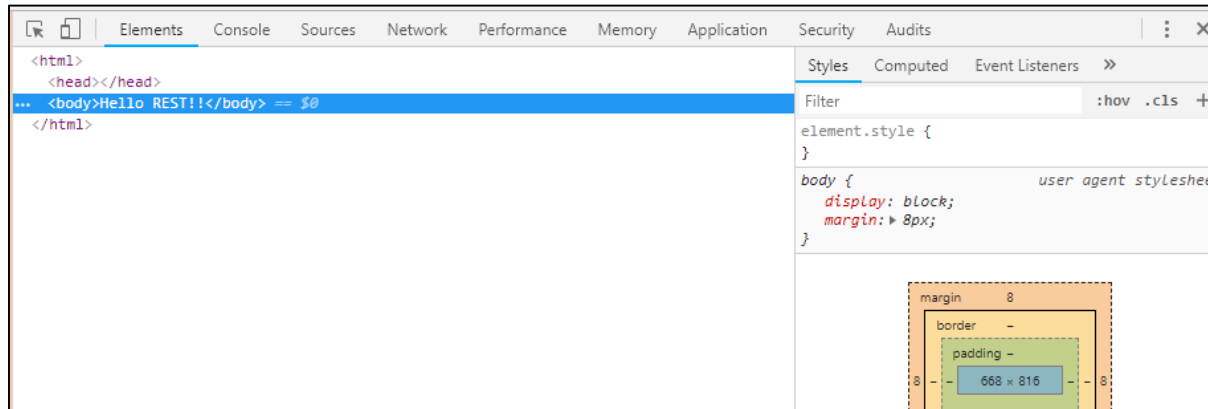 Elements Console Sources Network Performance Memory Application Security Audits
<html>
<head></head>
... <body>Hello REST!!</body> == $0
</html>
Styles Computed Event Listeners »
Filter :hov .cls +
element.style {
}
body { user agent styleshee
display: block;
margin: 8px;
}
margin 8
border –
padding –
8 – – 668 × 816 – – 8